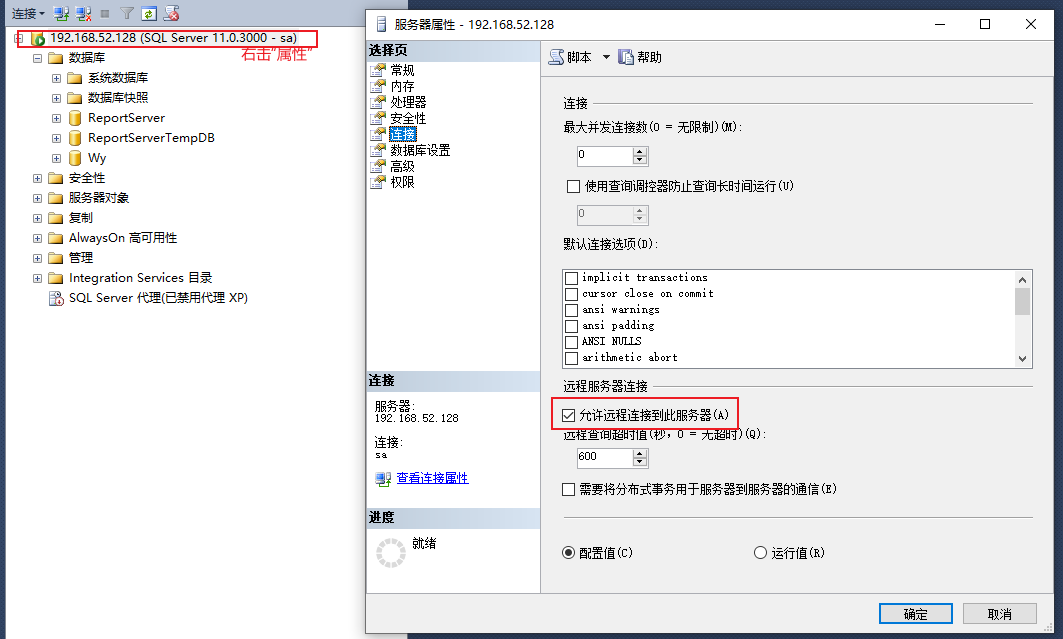 连接
192.168.52.128 (SQL Server 11.0.3000 - sa)
右击"属性"
数据库
系统数据库
数据库快照
ReportServer
ReportServerTempDB
Wy
安全性
服务器对象
复制
AlwaysOn 高可用性
管理
Integration Services 目录
SQL Server 代理(已禁用代理 XP)
服务器属性 - 192.168.52.128
选择页
常规
内存
处理器
安全性
连接
数据库设置
高级
权限
连接
服务器:
192.168.52.128
连接:
sa
查看连接属性
进度
就绪
脚本
帮助
连接
最大并发连接数(0 = 无限制)(M):
0
使用查询调控器防止查询长时间运行(U)
0
默认连接选项(D):
implicit transactions
cursor close on commit
ansi warnings
ansi padding
ANSI NULLS
arithmetic abort
远程服务器连接
允许远程连接到此服务器(A)
远程查询超时值(秒，0 = 无超时)(Q):
600
需要将分布式事务用于服务器到服务器的通信(E)
配置值(C)
运行值(R)
确定
取消